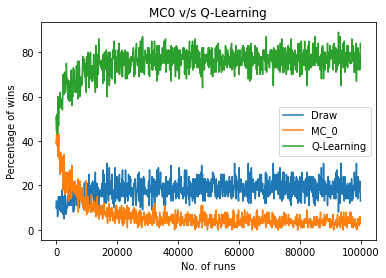 MC0 v/s Q-Learning
80
60
40
20
0
Percentage of wins
Draw
MC_0
Q-Learning
0 20000 40000 60000 80000 100000
No. of runs